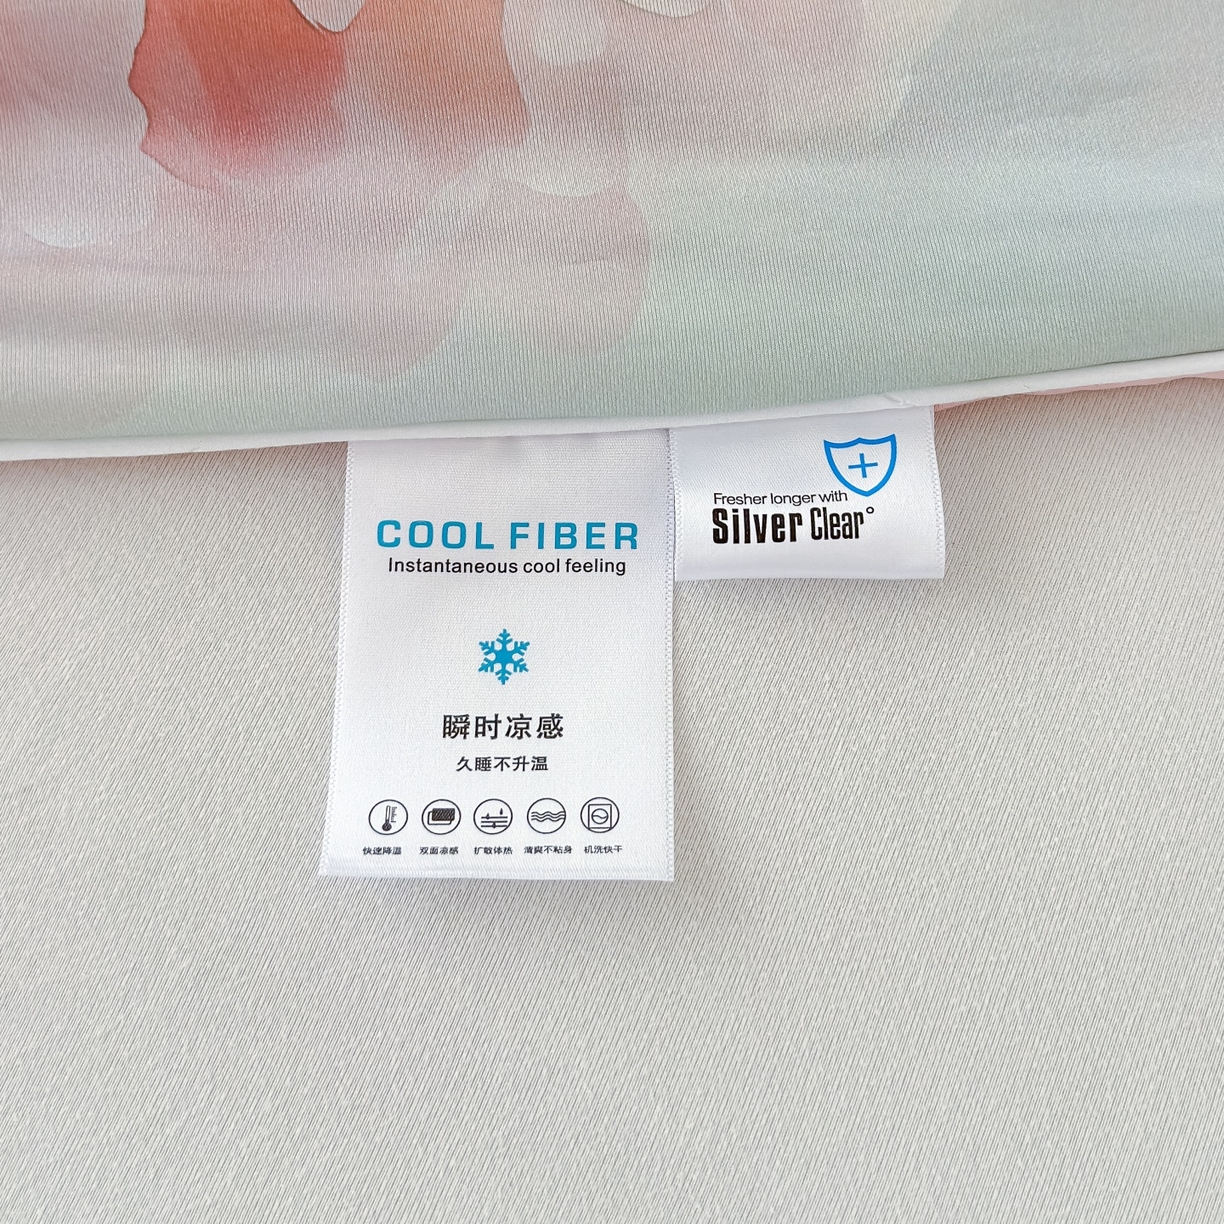 COOL FIBER
Instantaneous cool feeling
瞬时凉感
久睡不升温
快速降温 双面凉感 扩散体热 清爽不粘身 机洗快干
Fresher longer with
Silver Clear°